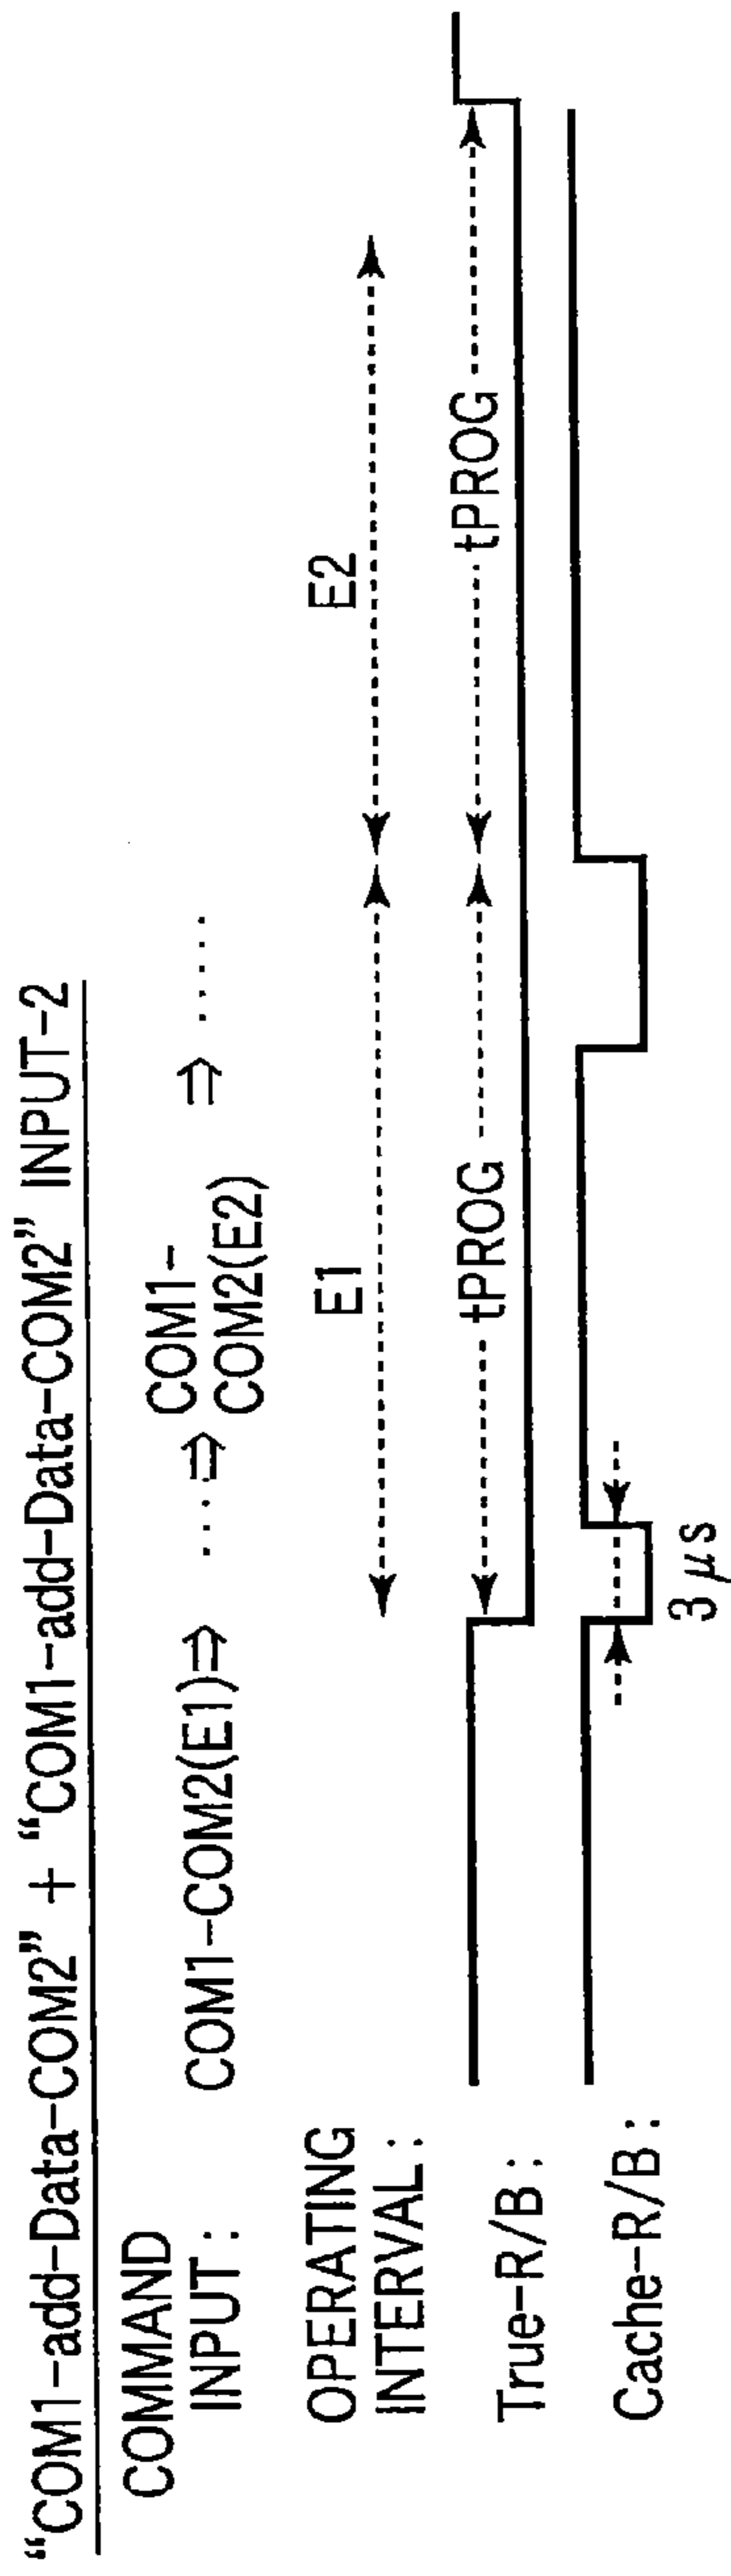 “COM1-add-Data-COM2” + “COM1-add-Data-COM2” INPUT-2
COMMAND
INPUT :
COM1-COM2(E1)⇒ ····· ⇒ COM1-
COM2(E2)
⇒ ·····
OPERATING
INTERVAL :
E1
E2
True-R/B :
tPROG
tPROG
Cache-R/B :
3 μs